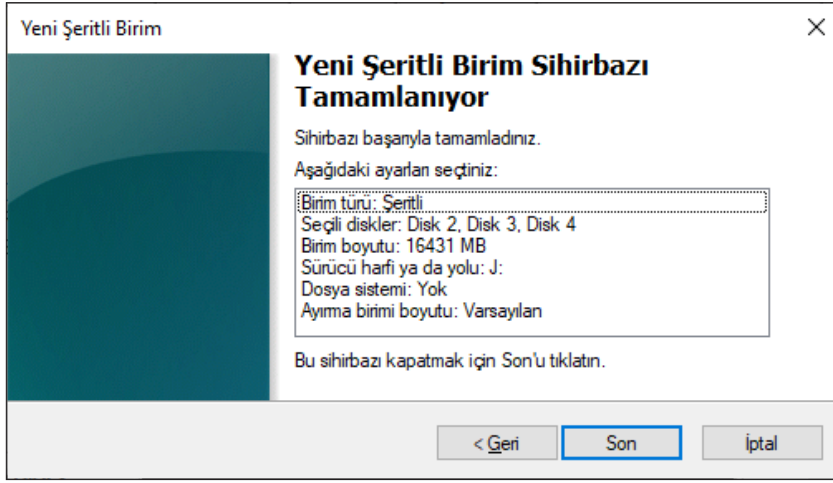 Yeni Şeritli Birim
Yeni Şeritli Birim Sihirbazı
Tamamlanıyor
Sihirbazı başarıyla tamamladınız.
Aşağıdaki ayarları seçtiniz:
Birim türü: Şeritli
Seçili diskler: Disk 2, Disk 3, Disk 4
Birim boyutu: 16431 MB
Sürücü harfi ya da yolu: J:
Dosya sistemi: Yok
Ayırma birimi boyutu: Varsayılan
Bu sihirbazı kapatmak için Son'u tıklatın.
< Geri Son İptal